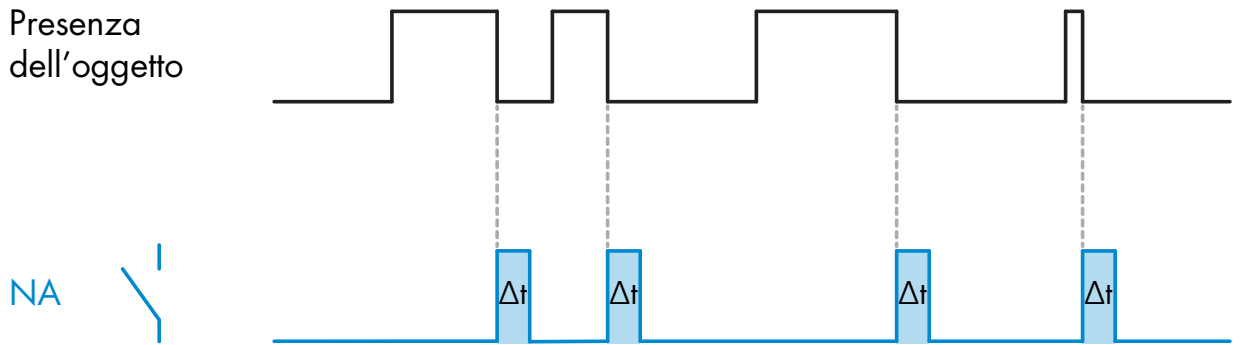 Presenza
dell'oggetto
NA
Δt Δt Δt Δt